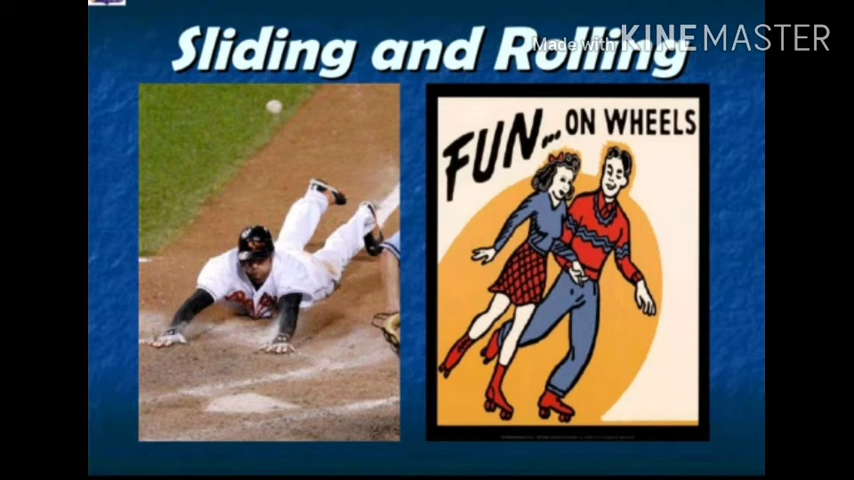 Sliding and Rolling
Made with KINEMASTER
FUN... ON WHEELS